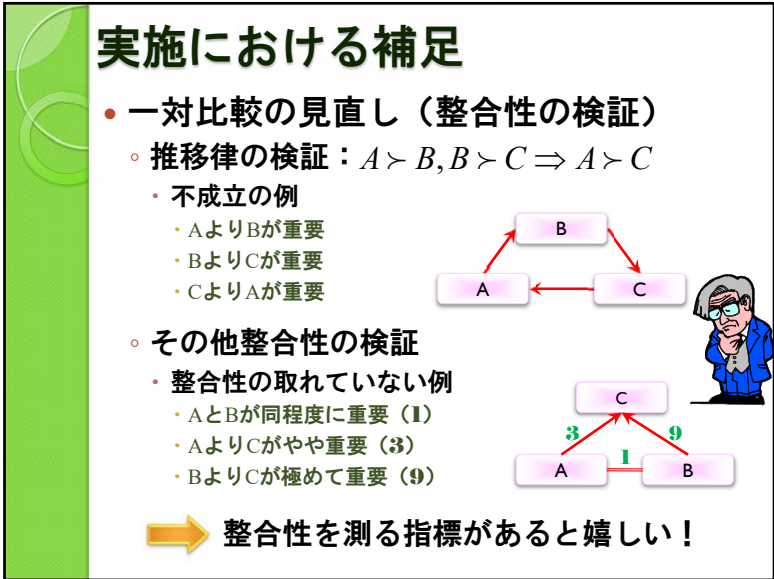 実施における補足
• 一対比較の見直し（整合性の検証）
◦ 推移律の検証：A ≻ B, B ≻ C ⇒ A ≻ C
・ 不成立の例
・AよりBが重要
・BよりCが重要
・CよりAが重要
B
A
C
◦ その他整合性の検証
・ 整合性の取れていない例
・AとBが同程度に重要（1）
・AよりCがやや重要（3）
・BよりCが極めて重要（9）
C
3
9
1
A
B
整合性を測る指標があると嬉しい！